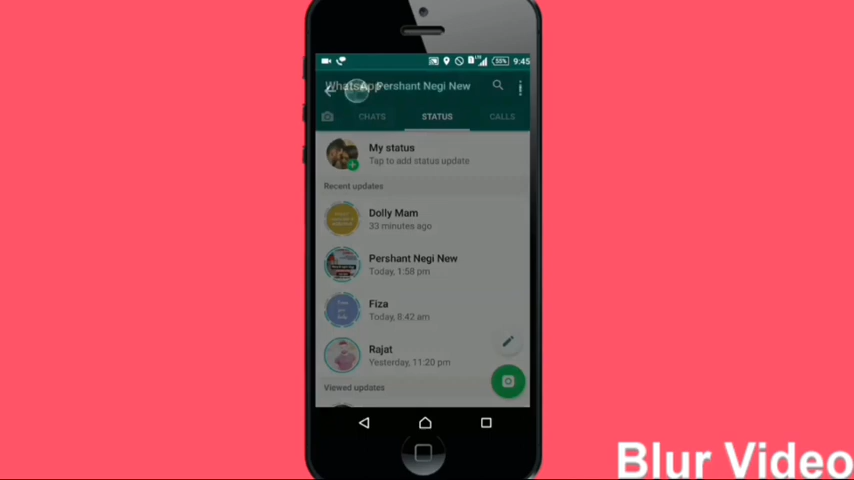 55% 9:45
WhatsApp Pershant Negi New
CHATS STATUS CALLS
My status
Tap to add status update
Recent updates
Dolly Mam
33 minutes ago
Pershant Negi New
Today, 1:58 pm
Fiza
Today, 8:42 am
Rajat
Yesterday, 11:20 pm
Viewed updates
Blur Video